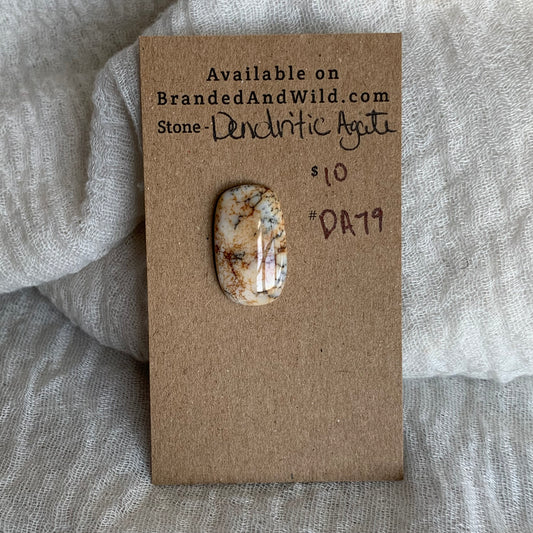 Available on
BrandedAndWild.com
Stone - Dendritic Agate
$ 10
# DA79